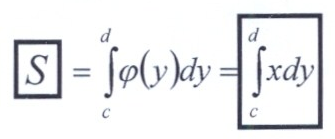 S = ∫_c^d φ(y)dy = ∫_c^d xdy